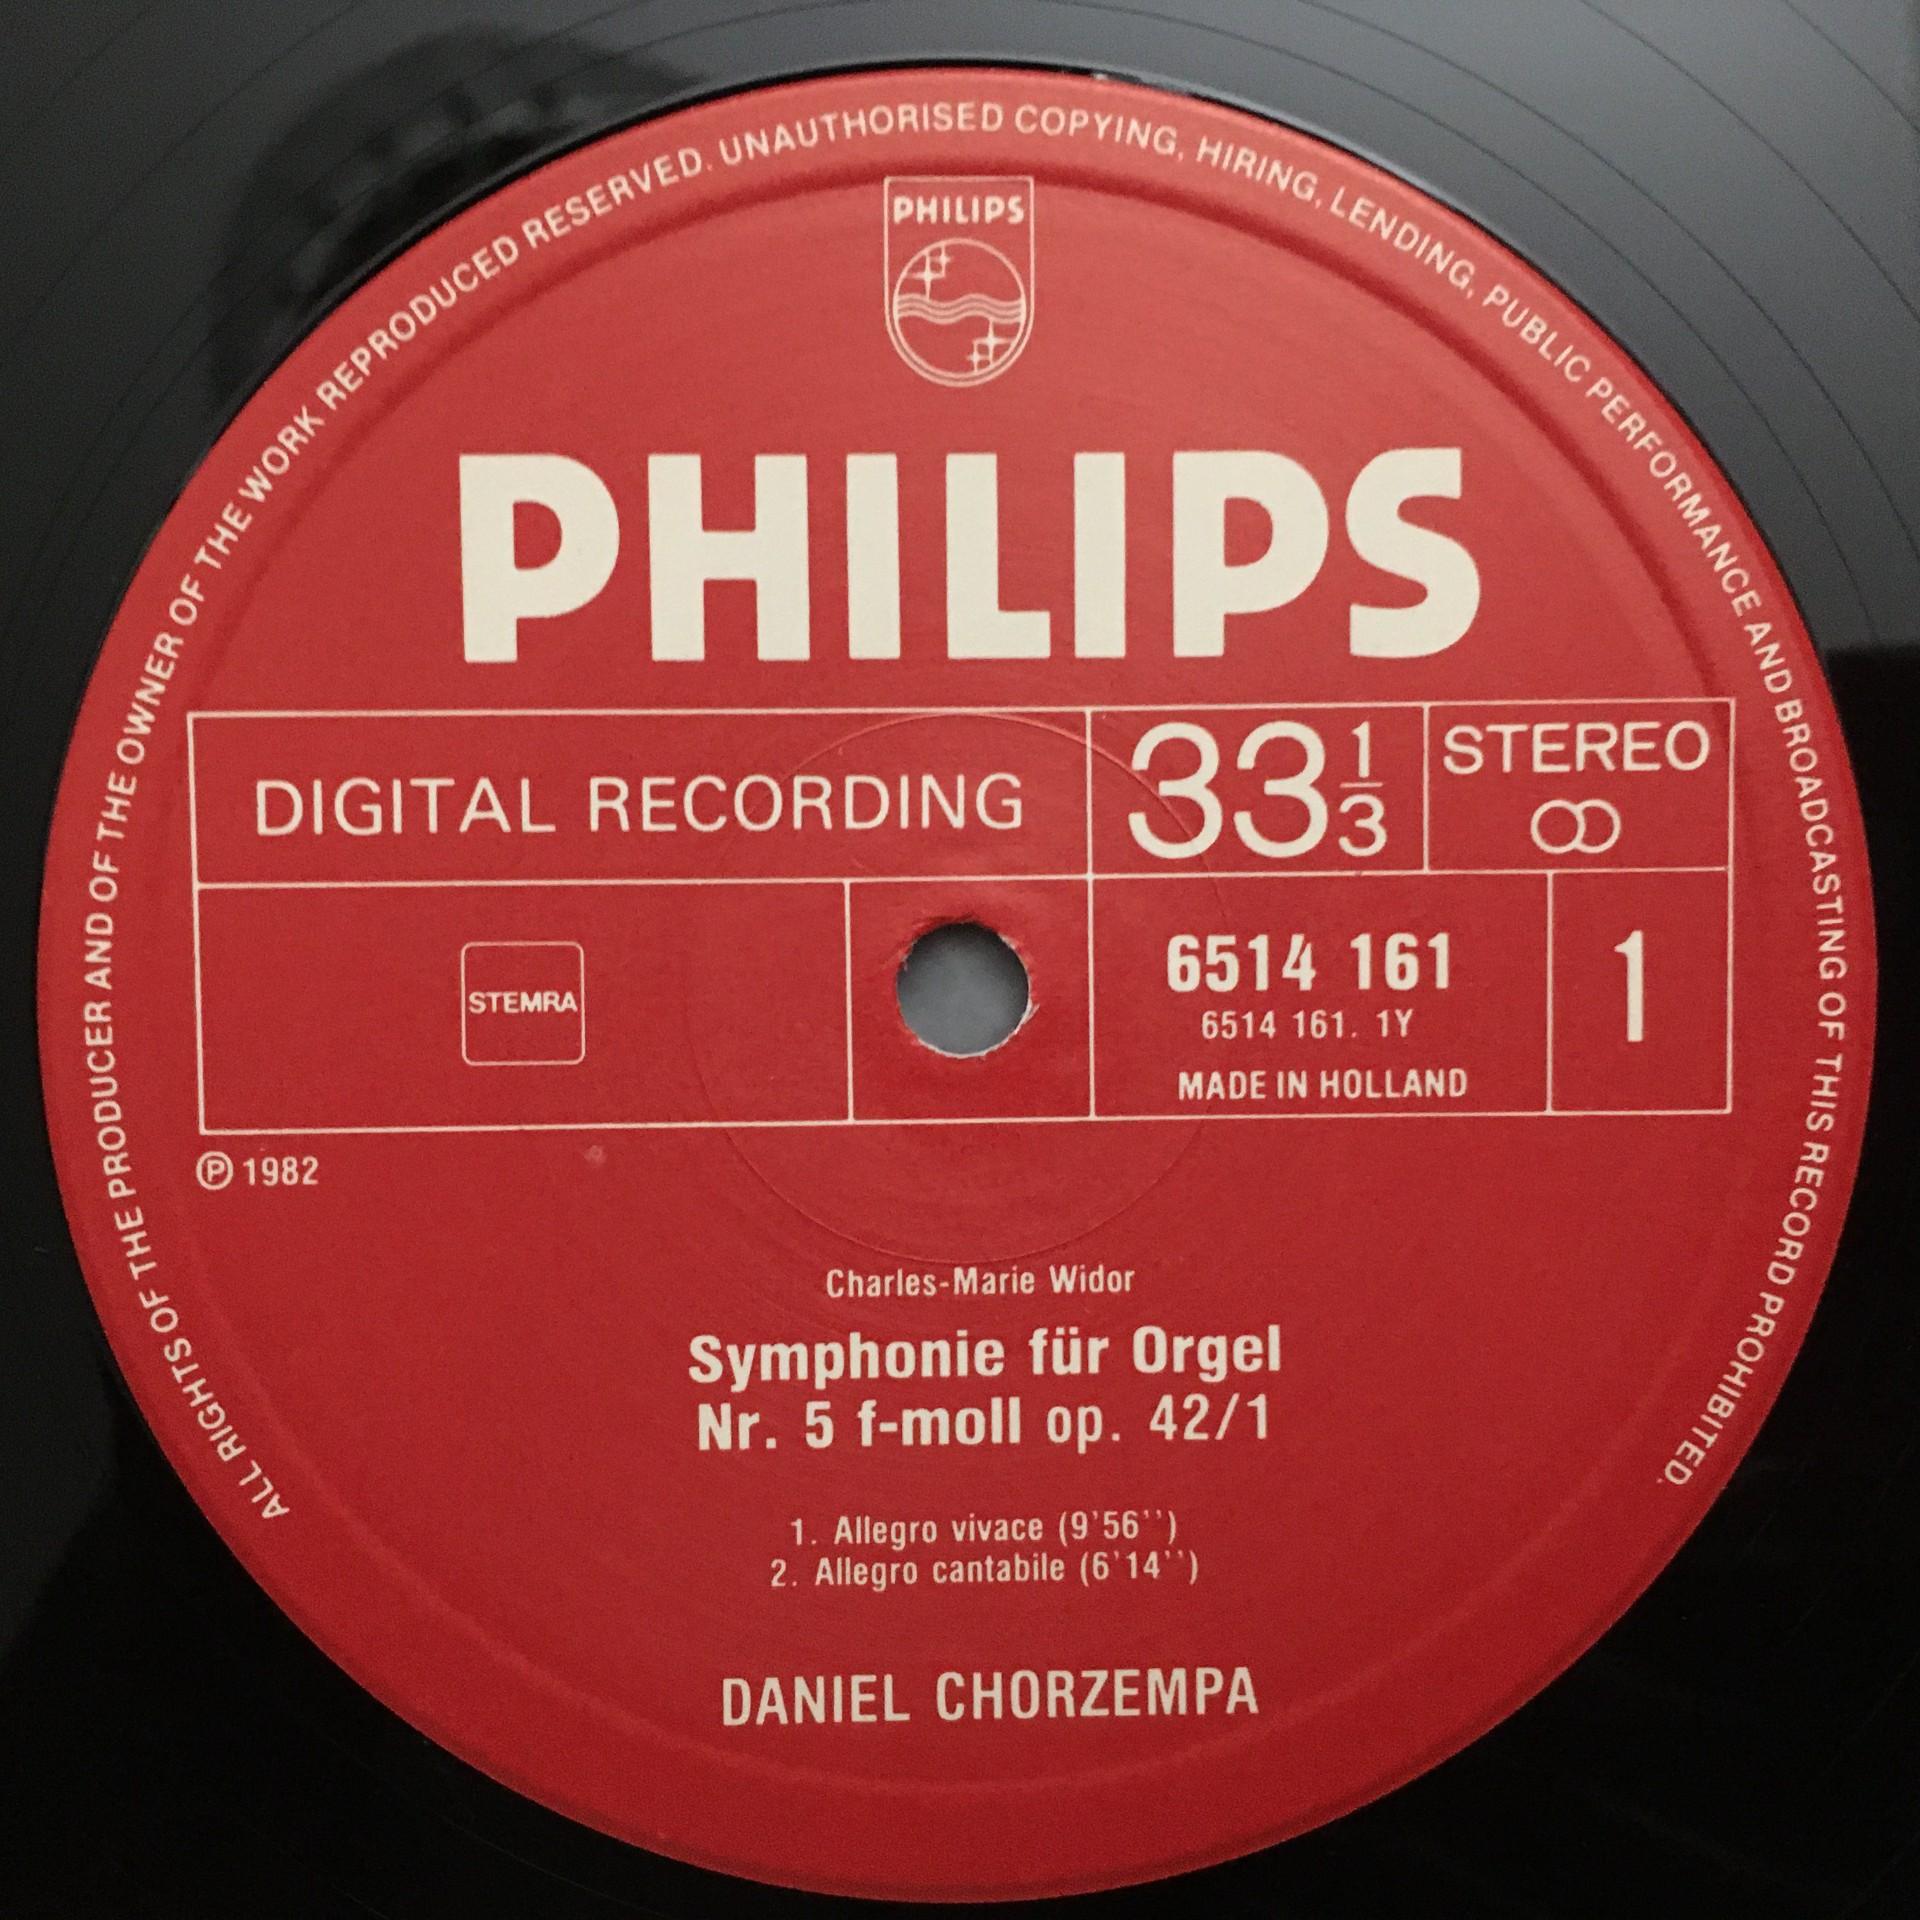 ALL RIGHTS OF THE PRODUCER AND OF THE OWNER OF THE WORK REPRODUCED RESERVED. UNAUTHORISED COPYING, HIRING, LENDING, PUBLIC PERFORMANCE AND BROADCASTING OF THIS RECORD PROHIBITED.
PHILIPS
PHILIPS
DIGITAL RECORDING
33 1/3
STEREO
STEMRA
6514 161
6514 161. 1Y
MADE IN HOLLAND
1
℗ 1982
Charles-Marie Widor
Symphonie für Orgel
Nr. 5 f-moll op. 42/1
1. Allegro vivace (9'56'')
2. Allegro cantabile (6'14'')
DANIEL CHORZEMPA